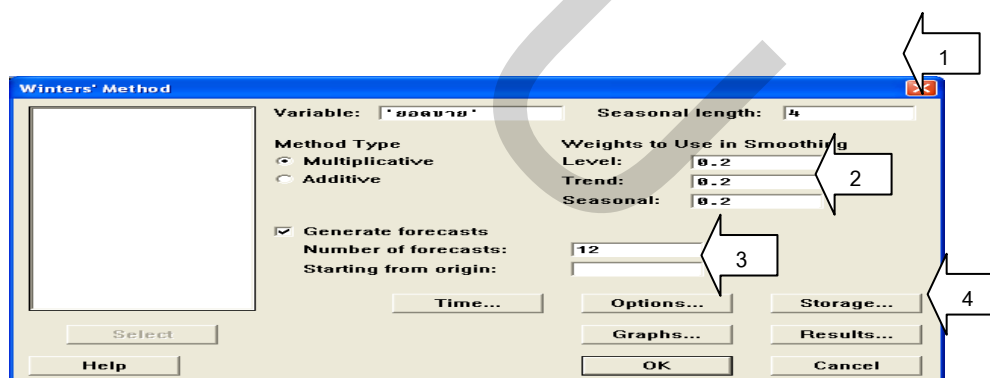 1
Winters' Method
Variable: 'ยอดขาย' Seasonal length: 4
Method Type Weights to Use in Smoothing
Multiplicative Level: 0.2
Additive Trend: 0.2
2
Seasonal: 0.2
Generate forecasts
Number of forecasts: 12
3
Starting from origin:
Time... Options... Storage...
4
Select Graphs... Results...
Help OK Cancel